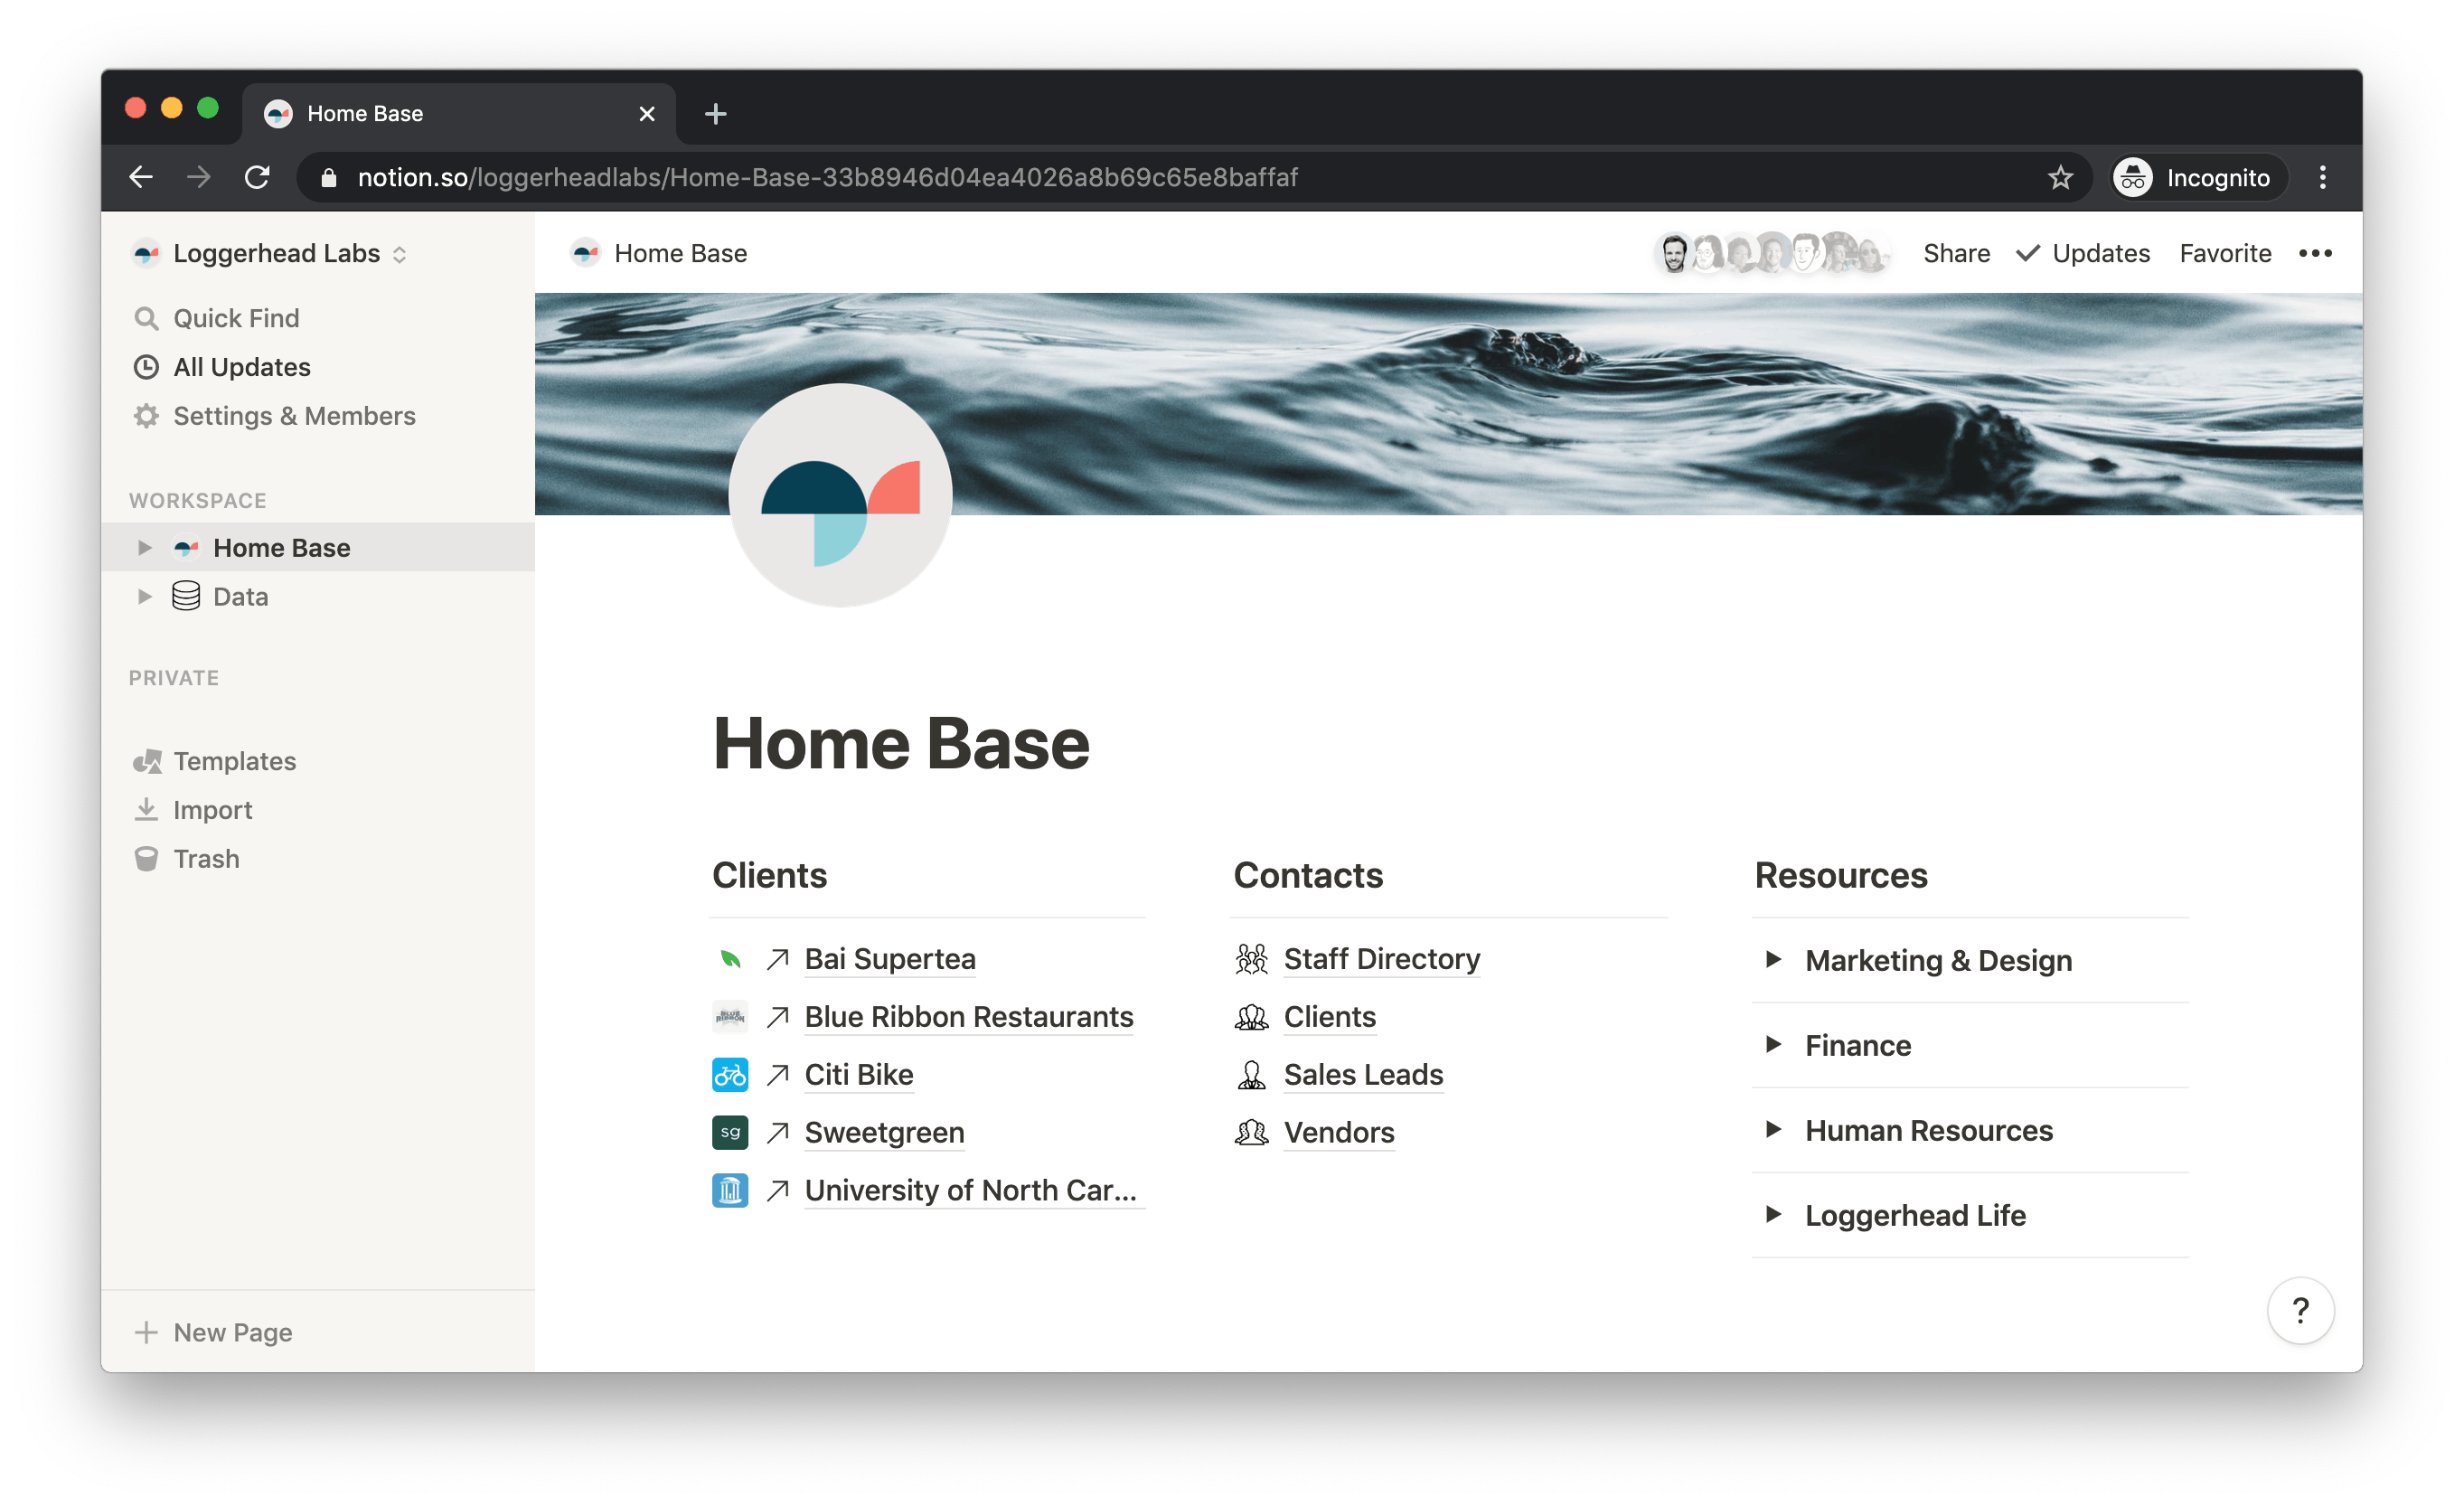 Home Base
notion.so/loggerheadlabs/Home-Base-33b8946d04ea4026a8b69c65e8baffaf
Incognito
Loggerhead Labs
Home Base
Share
Updates
Favorite
Quick Find
All Updates
Settings & Members
WORKSPACE
Home Base
Data
PRIVATE
Templates
Import
Trash
New Page
Home Base
Clients
Bai Supertea
BLUE
RIBBON
Blue Ribbon Restaurants
Citi Bike
sg
Sweetgreen
University of North Car...
Contacts
Staff Directory
Clients
Sales Leads
Vendors
Resources
Marketing & Design
Finance
Human Resources
Loggerhead Life
?